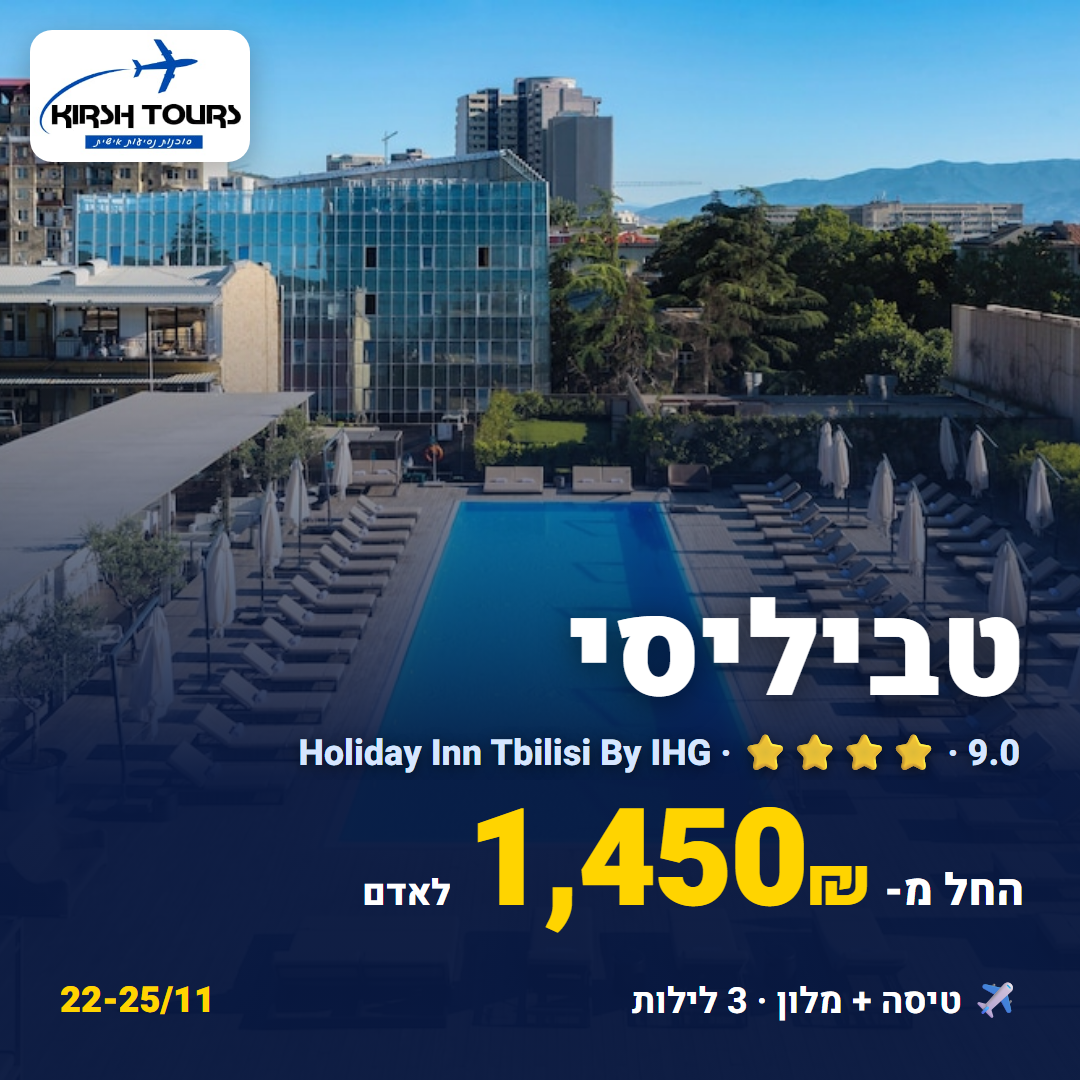 KIRSH TOURS
סוכנות נסיעות אישית
טביליסי
Holiday Inn Tbilisi By IHG · ⭐⭐⭐⭐ · 9.0
החל מ- ₪1,450 לאדם
✈️ טיסה + מלון · 3 לילות
22-25/11